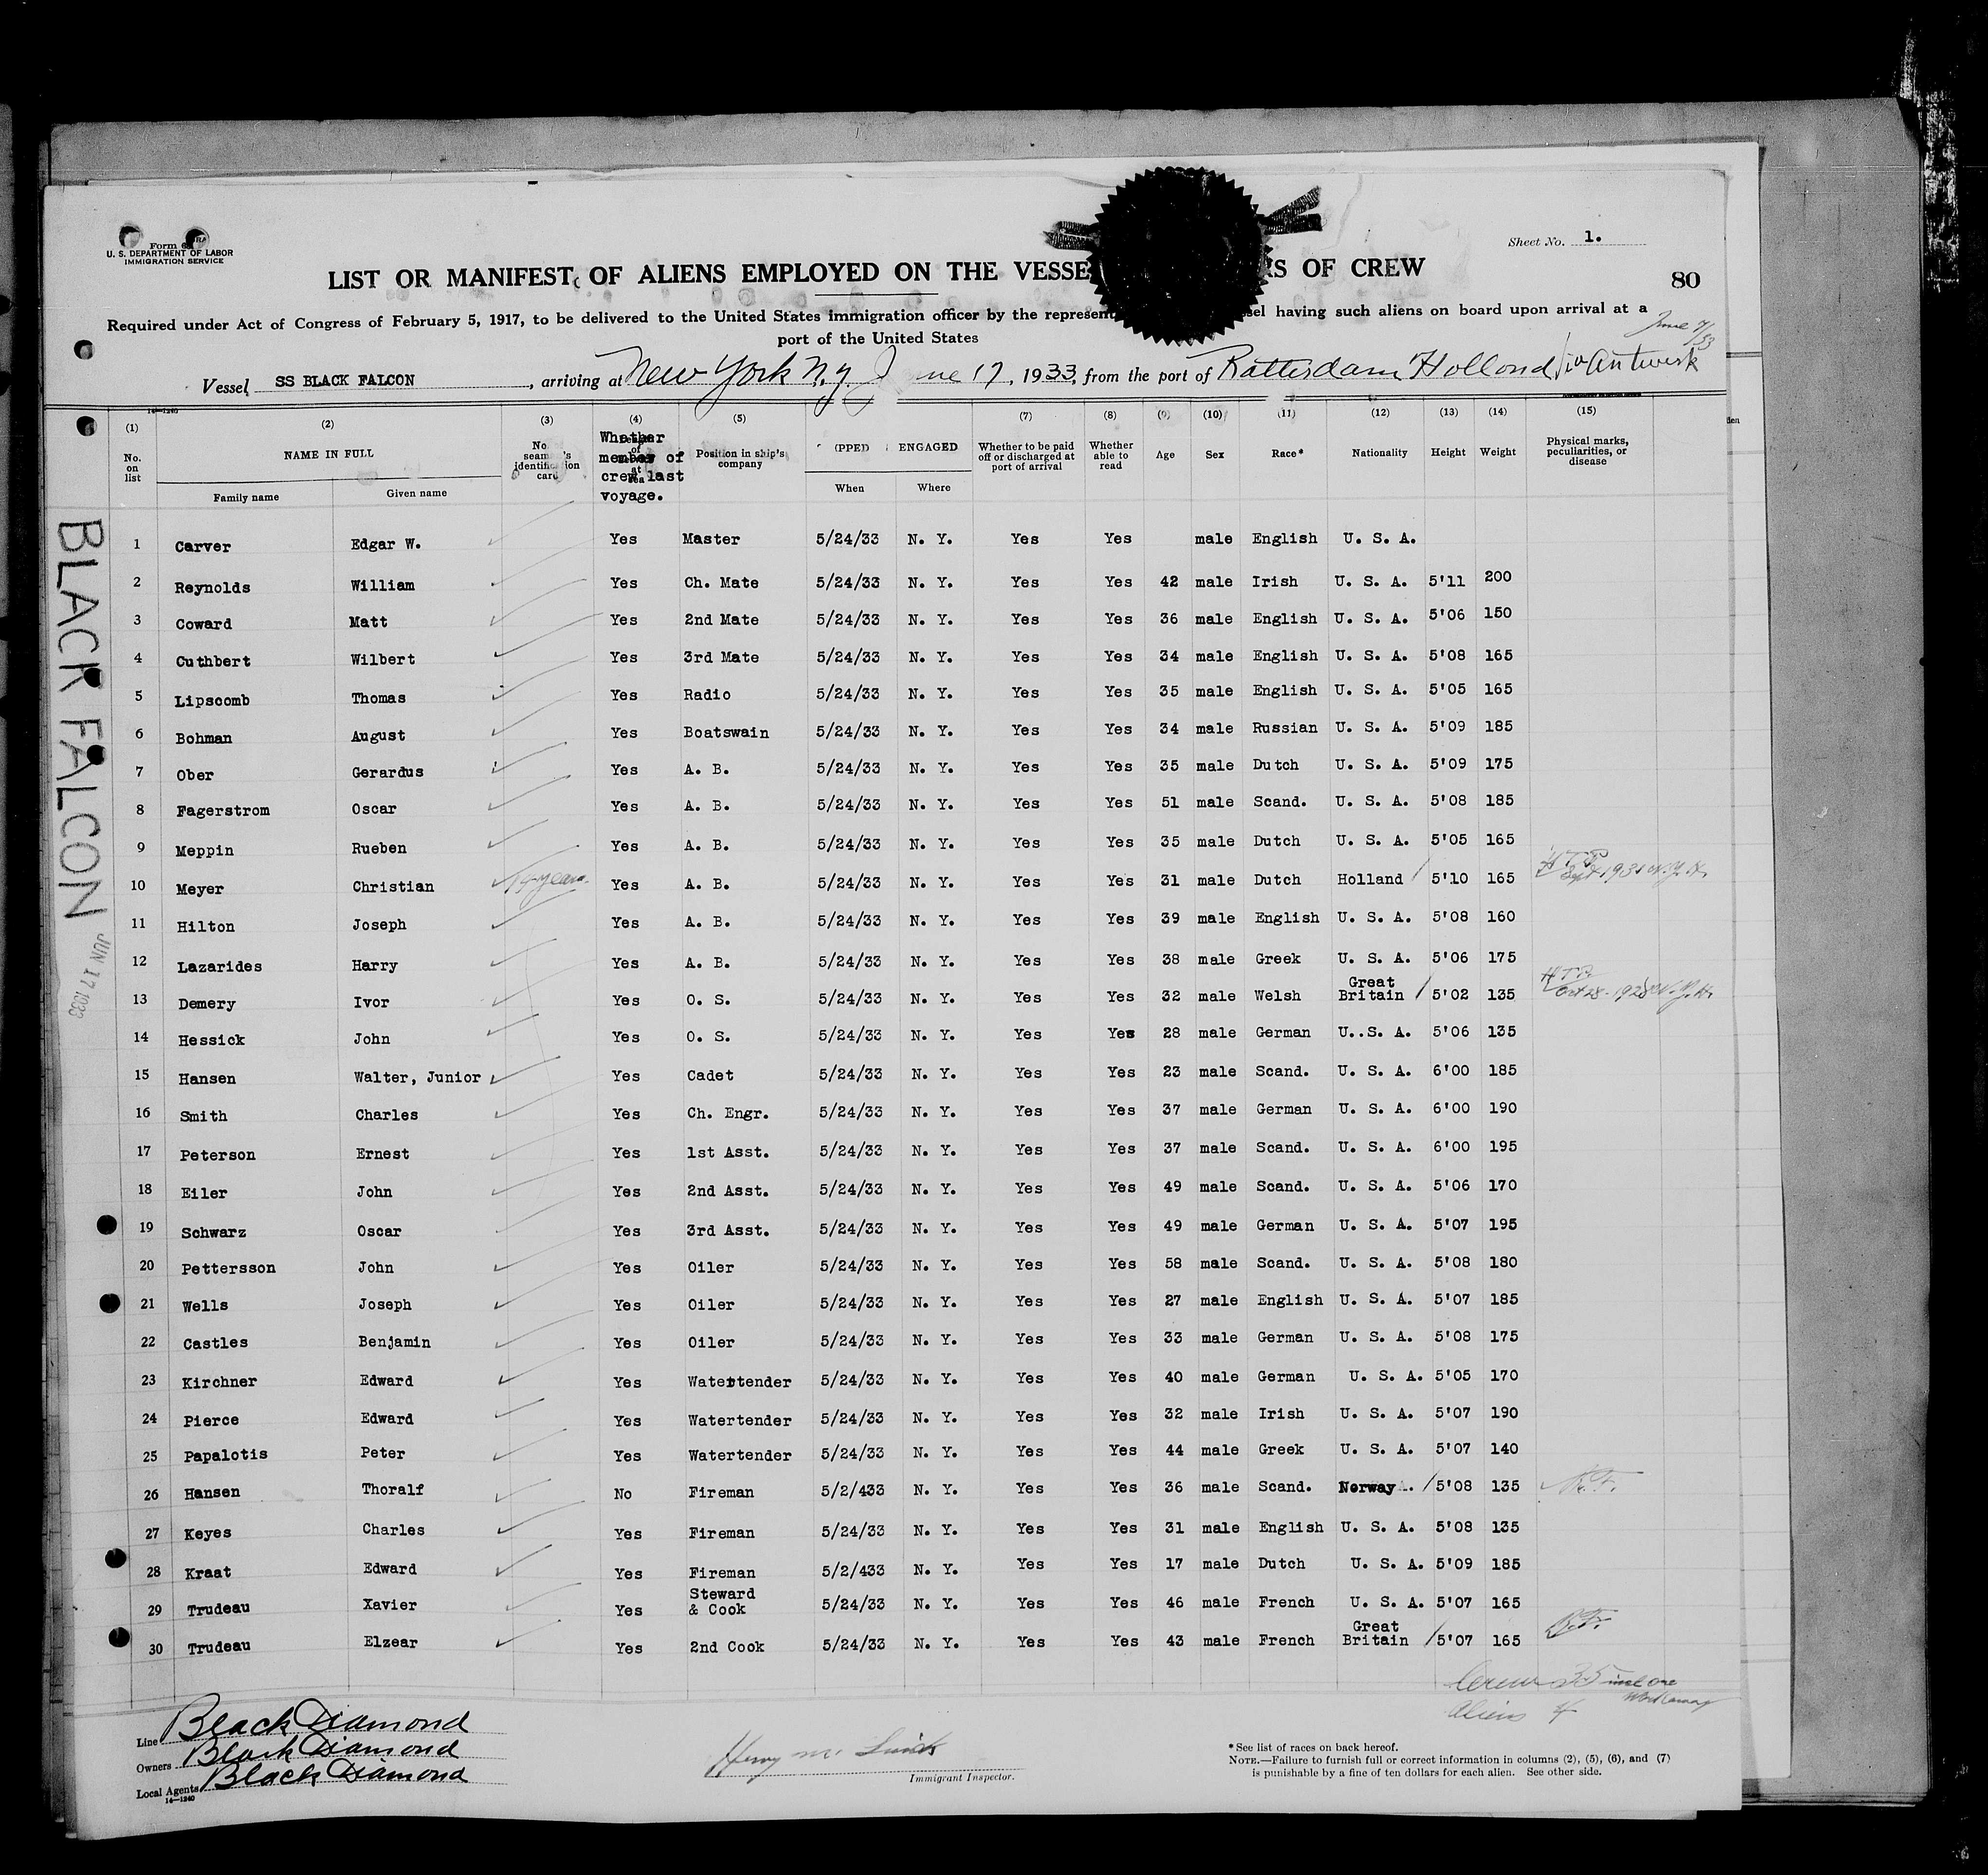 Form 680
U. S. DEPARTMENT OF LABOR
IMMIGRATION SERVICE
Sheet No. 1.
LIST OR MANIFEST OF ALIENS EMPLOYED ON THE VESSE RS OF CREW
80
Required under Act of Congress of February 5, 1917, to be delivered to the United States immigration officer by the represent sel having such aliens on board upon arrival at a
port of the United States
June 7/33
Vessel SS BLACK FALCON, arriving at New York N.Y. June 17, 1933, from the port of Rotterdam Holland via Antwerk
14—1240
(1) (2) (3) (4) (5) (7) (8) (9) (10) (11) (12) (13) (14) (15)
No. on list NAME IN FULL Family name Given name No. seaman's identification card Whether member of crew last voyage. Position in ship's company IPPED ENGAGED When Where Whether to be paid off or discharged at port of arrival Whether able to read Age Sex Race* Nationality Height Weight Physical marks, peculiarities, or disease
1 Carver Edgar W. Yes Master 5/24/33 N. Y. Yes Yes male English U. S. A.
2 Reynolds William Yes Ch. Mate 5/24/33 N. Y. Yes Yes 42 male Irish U. S. A. 5'11 200
3 Coward Matt Yes 2nd Mate 5/24/33 N. Y. Yes Yes 36 male English U. S. A. 5'06 150
4 Cuthbert Wilbert Yes 3rd Mate 5/24/33 N. Y. Yes Yes 34 male English U. S. A. 5'08 165
5 Lipscomb Thomas Yes Radio 5/24/33 N. Y. Yes Yes 35 male English U. S. A. 5'05 165
6 Bohman August Yes Boatswain 5/24/33 N. Y. Yes Yes 34 male Russian U. S. A. 5'09 185
7 Ober Gerardus Yes A. B. 5/24/33 N. Y. Yes Yes 35 male Dutch U. S. A. 5'09 175
8 Fagerstrom Oscar Yes A. B. 5/24/33 N. Y. Yes Yes 51 male Scand. U. S. A. 5'08 185
9 Meppin Rueben Yes A. B. 5/24/33 N. Y. Yes Yes 35 male Dutch U. S. A. 5'05 165
10 Meyer Christian years Yes A. B. 5/24/33 N. Y. Yes Yes 31 male Dutch Holland 5'10 165 Sept 1931 N.Y.
11 Hilton Joseph Yes A. B. 5/24/33 N. Y. Yes Yes 39 male English U. S. A. 5'08 160
12 Lazarides Harry Yes A. B. 5/24/33 N. Y. Yes Yes 38 male Greek U. S. A. 5'06 175
13 Demery Ivor Yes O. S. 5/24/33 N. Y. Yes Yes 32 male Welsh Great Britain 5'02 135 Oct 28-1928 N.Y.
14 Hessick John Yes O. S. 5/24/33 N. Y. Yes Yes 28 male German U..S. A. 5'06 135
15 Hansen Walter, Junior Yes Cadet 5/24/33 N. Y. Yes Yes 23 male Scand. U. S. A. 6'00 185
16 Smith Charles Yes Ch. Engr. 5/24/33 N. Y. Yes Yes 37 male German U. S. A. 6'00 190
17 Peterson Ernest Yes 1st Asst. 5/24/33 N. Y. Yes Yes 37 male Scand. U. S. A. 6'00 195
18 Eiler John Yes 2nd Asst. 5/24/33 N. Y. Yes Yes 49 male Scand. U. S. A. 5'06 170
19 Schwarz Oscar Yes 3rd Asst. 5/24/33 N. Y. Yes Yes 49 male German U. S. A. 5'07 195
20 Pettersson John Yes Oiler 5/24/33 N. Y. Yes Yes 58 male Scand. U. S. A. 5'08 180
21 Wells Joseph Yes Oiler 5/24/33 N. Y. Yes Yes 27 male English U. S. A. 5'07 185
22 Castles Benjamin Yes Oiler 5/24/33 N. Y. Yes Yes 33 male German U. S. A. 5'08 175
23 Kirchner Edward Yes Watertender 5/24/33 N. Y. Yes Yes 40 male German U. S. A. 5'05 170
24 Pierce Edward Yes Watertender 5/24/33 N. Y. Yes Yes 32 male Irish U. S. A. 5'07 190
25 Papalotis Peter Yes Watertender 5/24/33 N. Y. Yes Yes 44 male Greek U. S. A. 5'07 140
26 Hansen Thoralf No Fireman 5/2/433 N. Y. Yes Yes 36 male Scand. Norway 5'08 135 R.F.
27 Keyes Charles Yes Fireman 5/24/33 N. Y. Yes Yes 31 male English U. S. A. 5'08 135
28 Kraat Edward Yes Fireman 5/2/433 N. Y. Yes Yes 17 male Dutch U. S. A. 5'09 185
29 Trudeau Xavier Yes Steward & Cook 5/24/33 N. Y. Yes Yes 46 male French U. S. A. 5'07 165
30 Trudeau Elzear Yes 2nd Cook 5/24/33 N. Y. Yes Yes 43 male French Great Britain 5'07 165
BLACK FALCON
JUN 17 1933
Crew 35 incl one
Workaway
Aliens 4
Line Black Diamond
Owners Black Diamond
Local Agents Black Diamond
14—1240
Henry M.
Immigrant Inspector.
*See list of races on back hereof.
NOTE.—Failure to furnish full or correct information in columns (2), (5), (6), and (7)
is punishable by a fine of ten dollars for each alien. See other side.